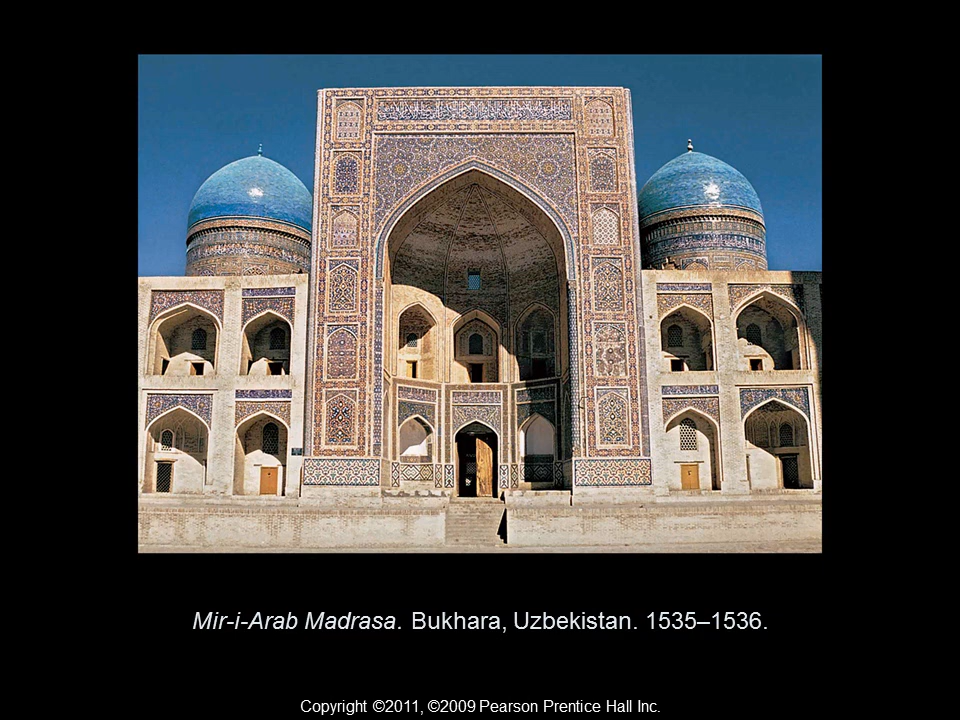 Mir-i-Arab Madrasa. Bukhara, Uzbekistan. 1535–1536.
Copyright ©2011, ©2009 Pearson Prentice Hall Inc.